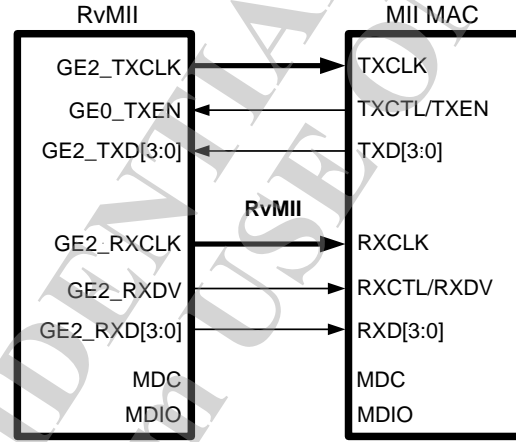 RvMII MII MAC
GE2_TXCLK TXCLK
GE0_TXEN TXCTL/TXEN
GE2_TXD[3:0] TXD[3:0]
RvMII
GE2_RXCLK RXCLK
GE2_RXDV RXCTL/RXDV
GE2_RXD[3:0] RXD[3:0]
MDC MDC
MDIO MDIO